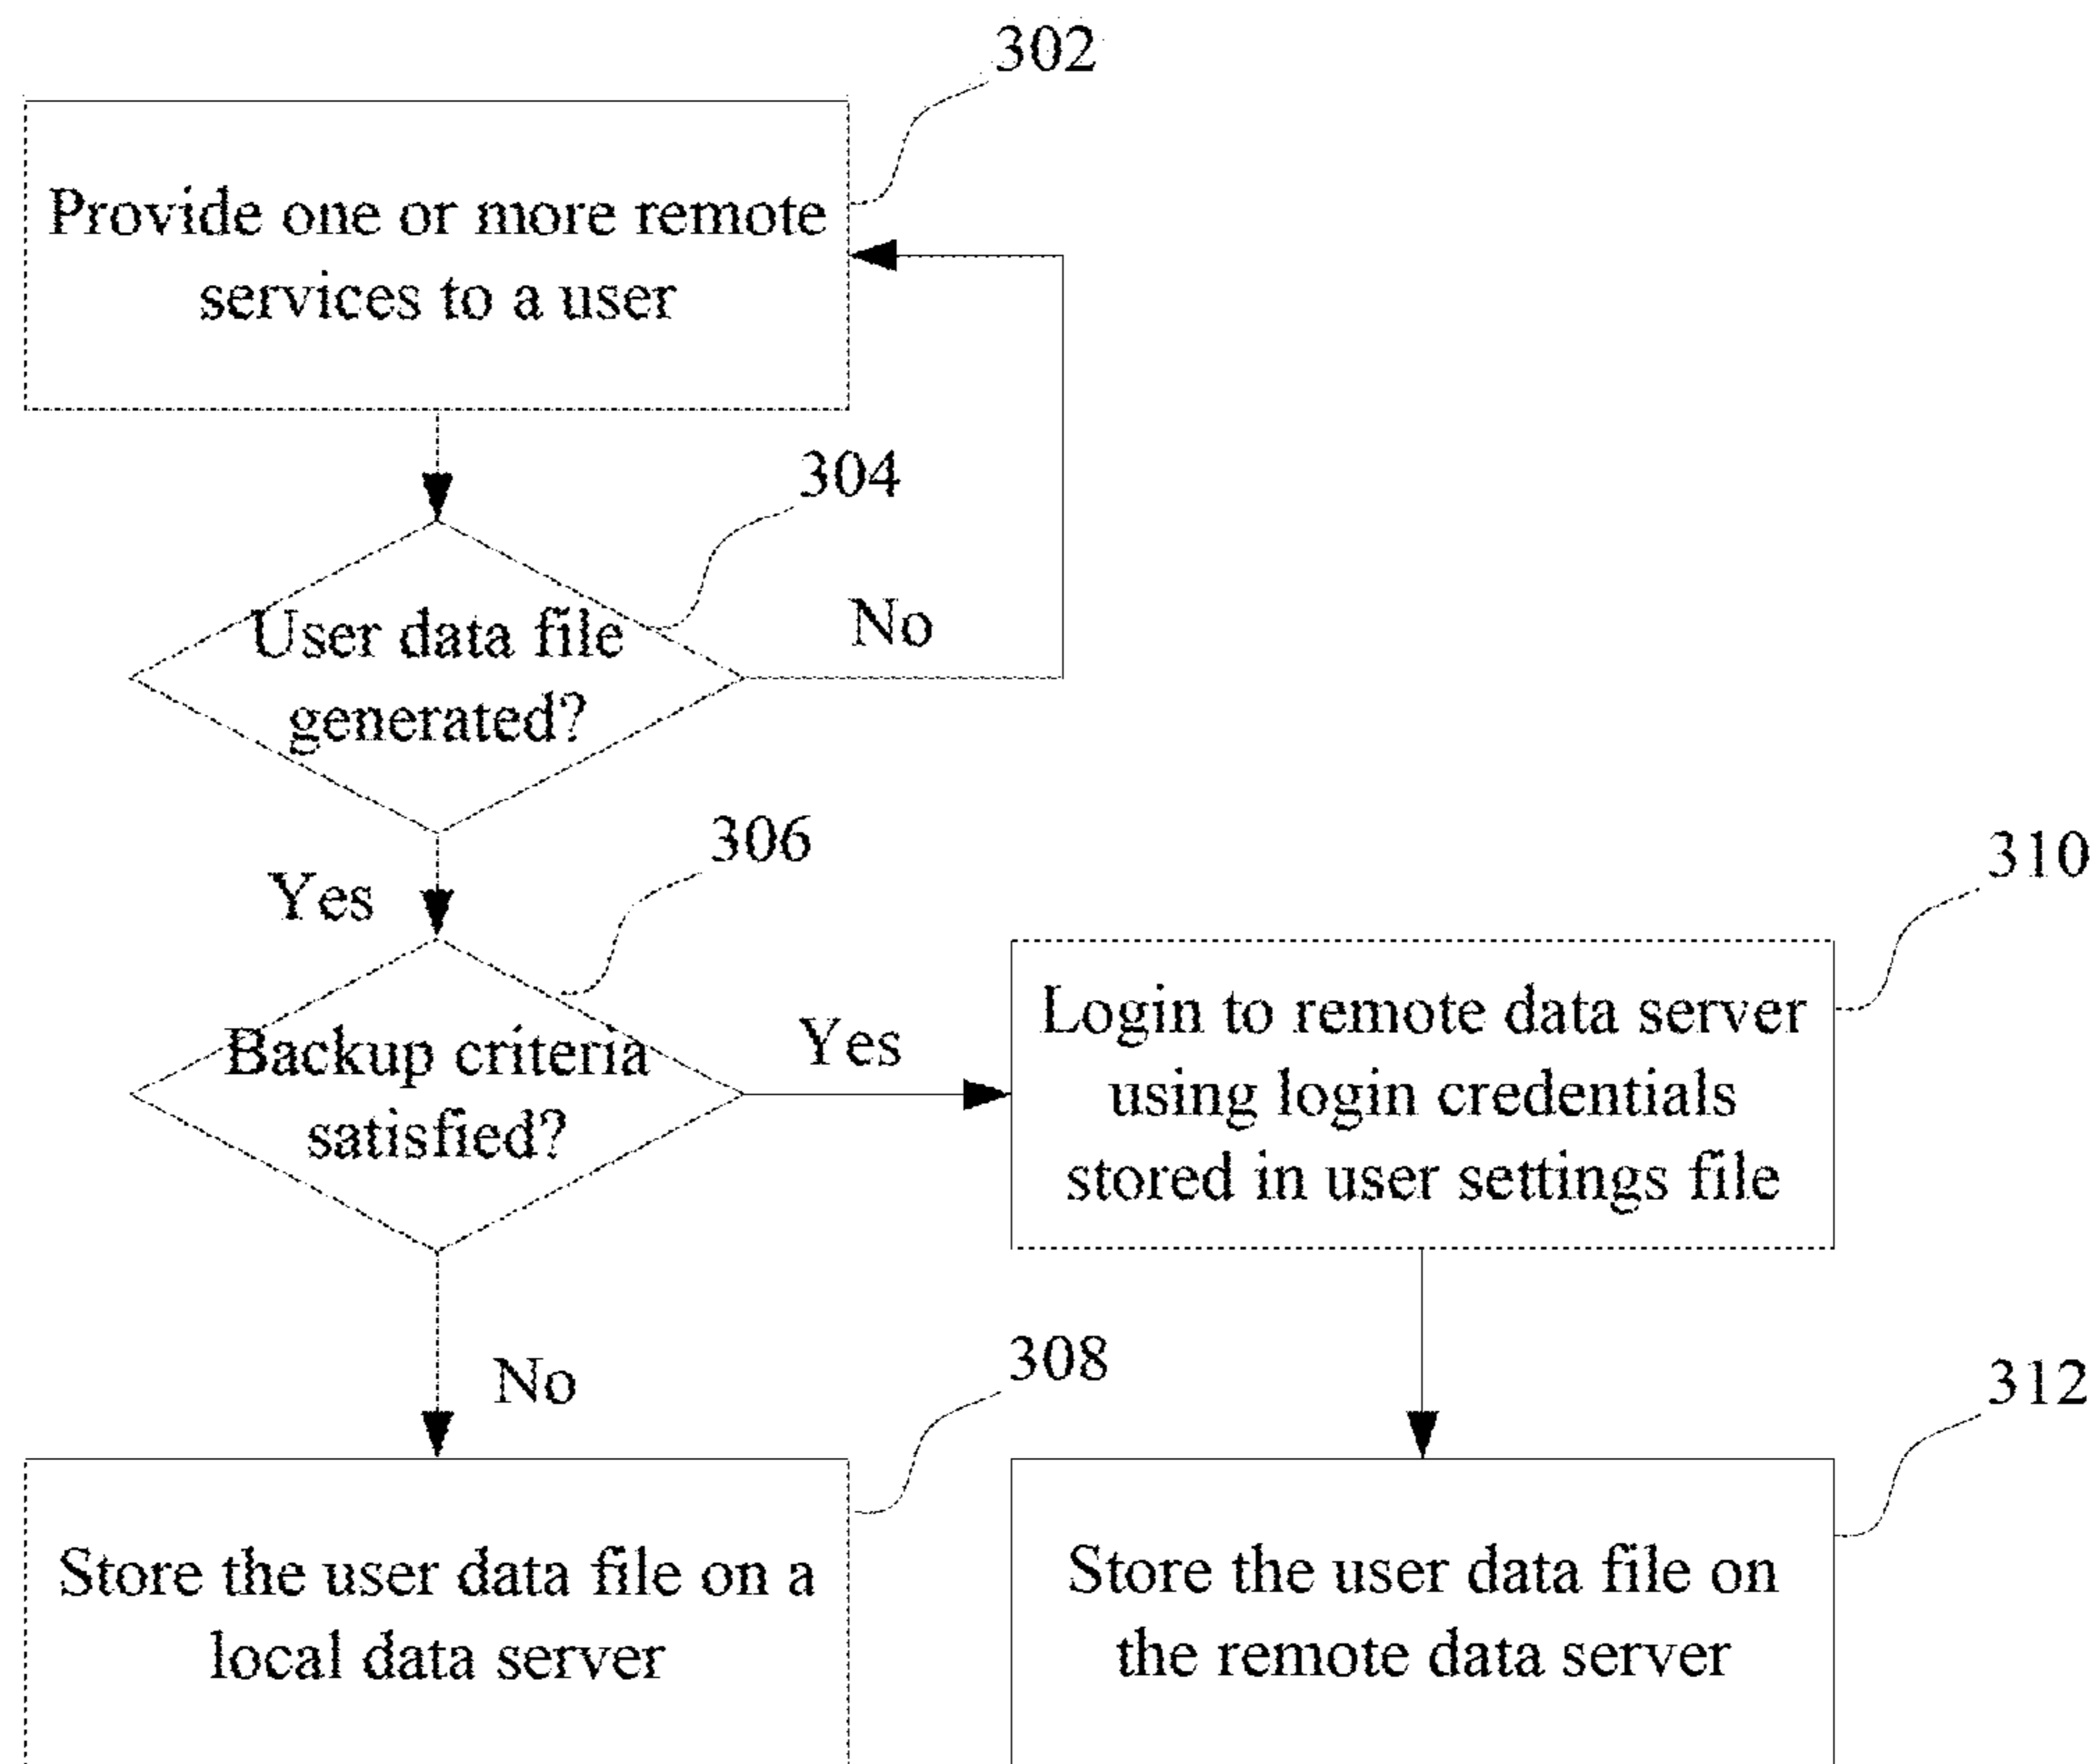 302
Provide one or more remote
services to a user
304
User data file
generated?
No
Yes
306
Backup criteria
satisfied?
Yes
310
Login to remote data server
using login credentials
stored in user settings file
No
308
Store the user data file on a
local data server
312
Store the user data file on
the remote data server